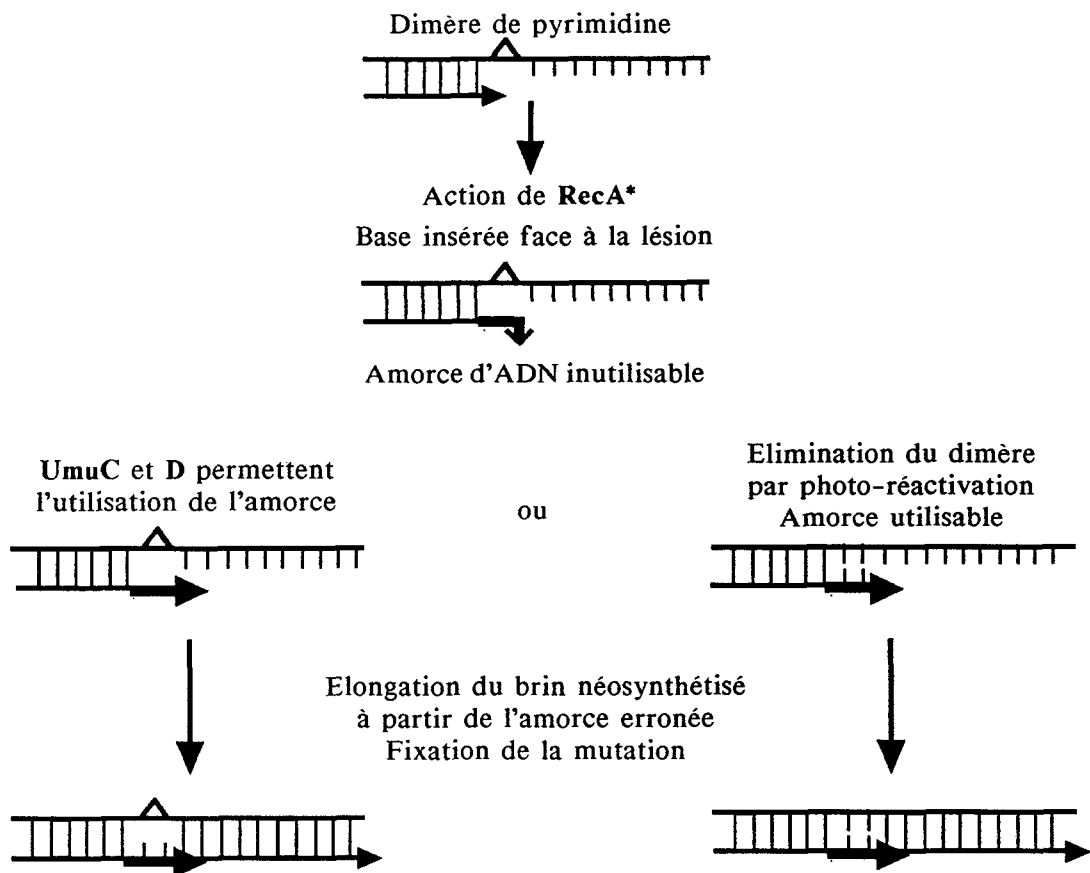 Dimère de pyrimidine
Action de RecA*
Base insérée face à la lésion
Amorce d'ADN inutilisable
UmuC et D permettent
l'utilisation de l'amorce
ou
Elimination du dimère
par photo-réactivation
Amorce utilisable
Elongation du brin néosynthétisé
à partir de l'amorce erronée
Fixation de la mutation